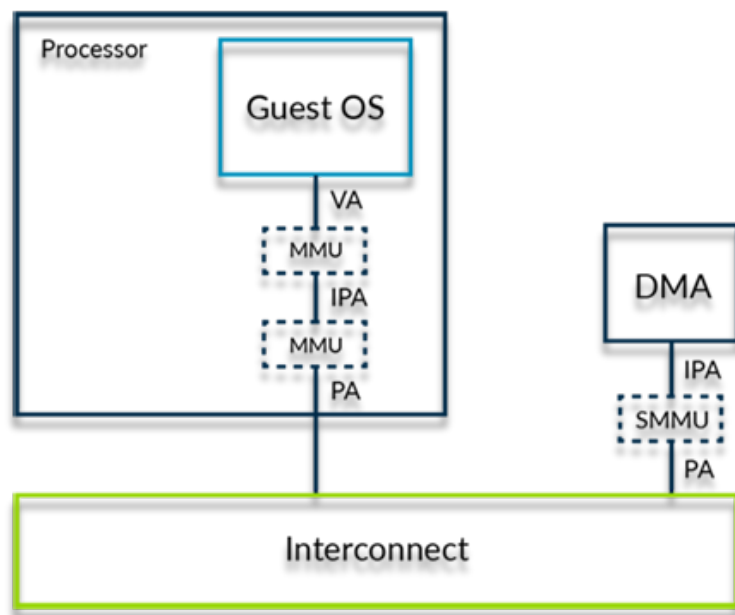 Processor
Guest OS
VA
MMU
IPA
MMU
PA
DMA
IPA
SMMU
PA
Interconnect